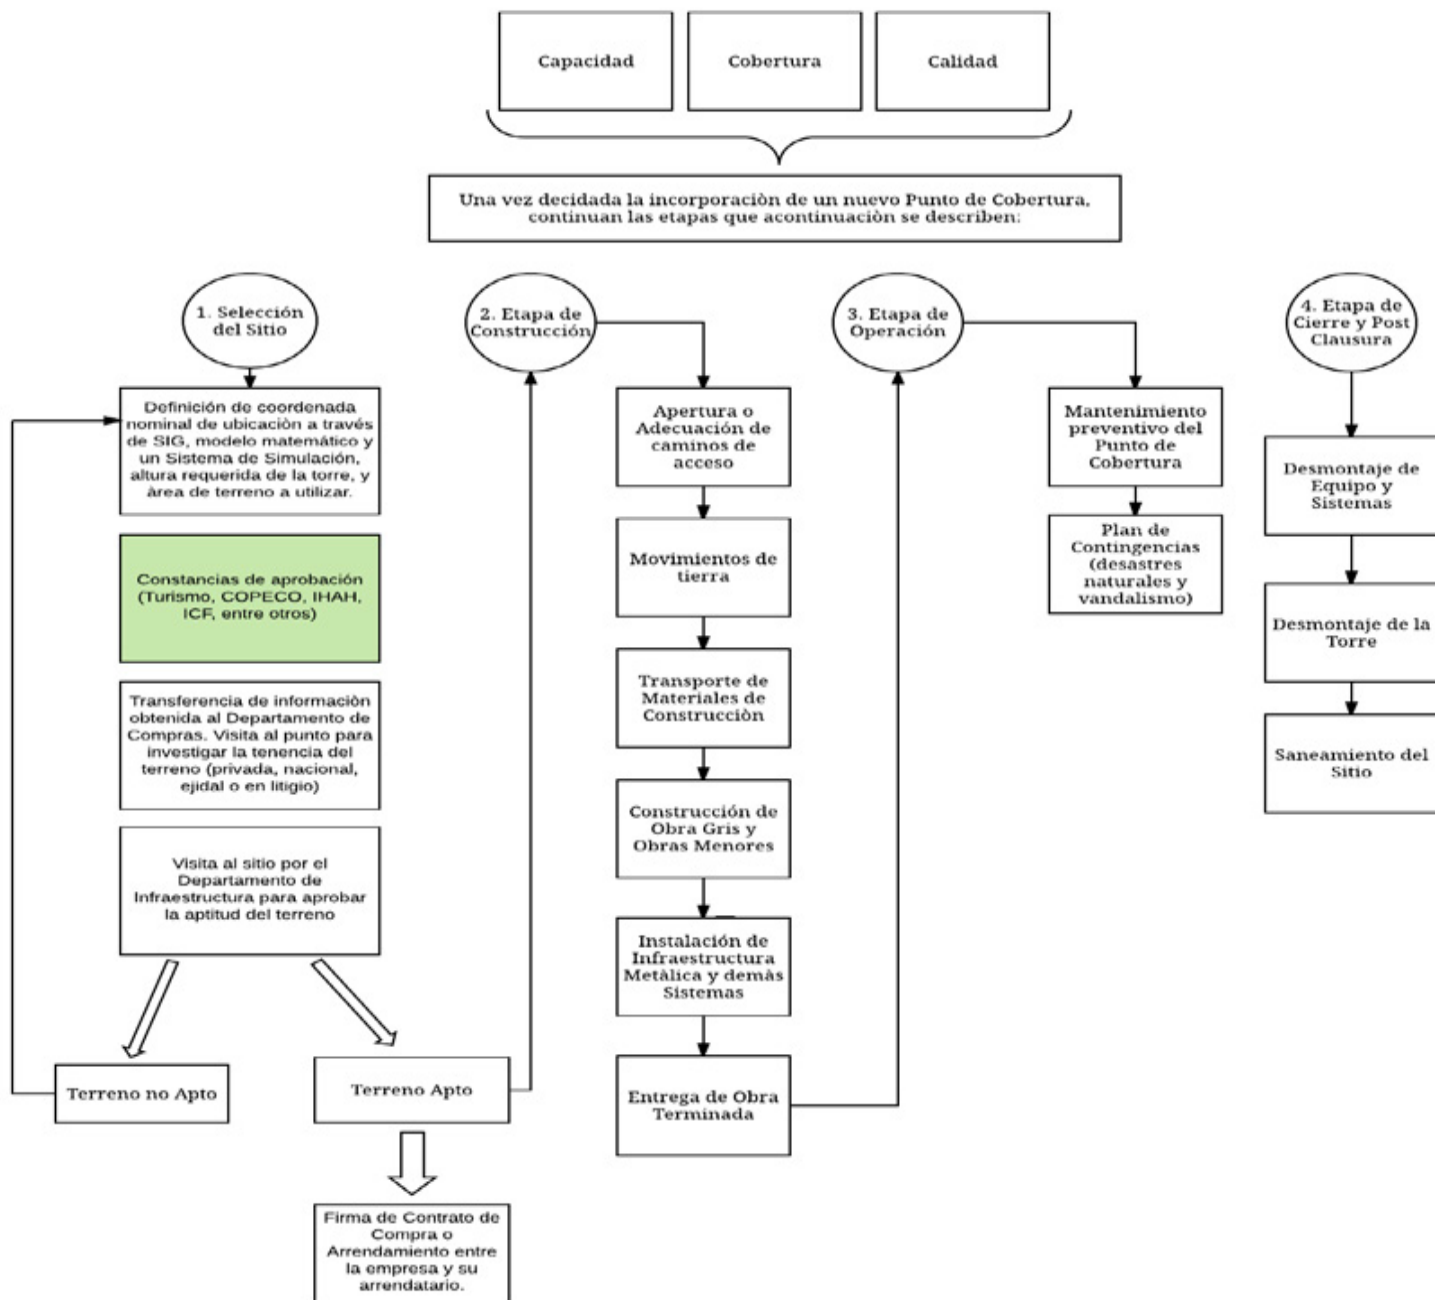 Capacidad
Cobertura
Calidad
Una vez decidada la incorporaciòn de un nuevo Punto de Cobertura,
continuan las etapas que acontinuaciòn se describen:
1. Selección
del Sitio
Definición de coordenada
nominal de ubicaciòn a través
de SIG, modelo matemático y
un Sistema de Simulación,
altura requerida de la torre, y
àrea de terreno a utilizar.
Constancias de aprobación
(Turismo, COPECO, IHAH,
ICF, entre otros)
Transferencia de informaciòn
obtenida al Departamento de
Compras. Visita al punto para
investigar la tenencia del
terreno (privada, nacional,
ejidal o en litigio)
Visita al sitio por el
Departamento de
Infraestructura para aprobar
la aptitud del terreno
Terreno no Apto
Terreno Apto
Firma de Contrato de
Compra o
Arrendamiento entre
la empresa y su
arrendatario.
2. Etapa de
Construcción
Apertura o
Adecuación de
caminos de
acceso
Movimientos de
tierra
Transporte de
Materiales de
Construcciòn
Construcción de
Obra Gris y
Obras Menores
Instalación de
Infraestructura
Metàlica y demàs
Sistemas
Entrega de Obra
Terminada
3. Etapa de
Operación
Mantenimiento
preventivo del
Punto de
Cobertura
Plan de
Contingencias
(desastres
naturales y
vandalismo)
4. Etapa de
Cierre y Post
Clausura
Desmontaje de
Equipo y
Sistemas
Desmontaje de la
Torre
Saneamiento del
Sitio